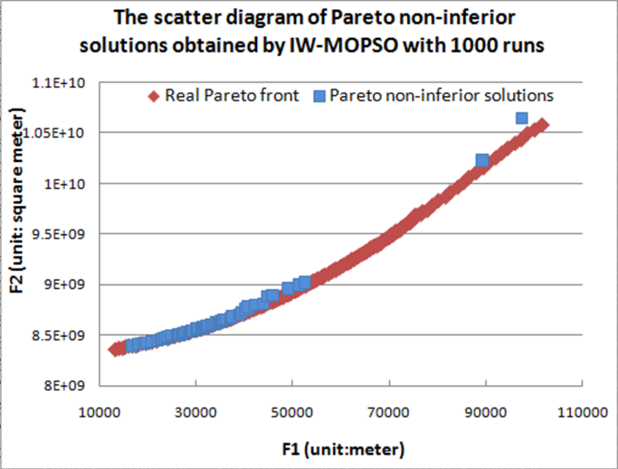 The scatter diagram of Pareto non-inferior
solutions obtained by IW-MOPSO with 1000 runs
1.1E+10
Real Pareto front
Pareto non-inferior solutions
1.05E+10
1E+10
9.5E+09
9E+09
8.5E+09
8E+09
F2 (unit: square meter)
10000 30000 50000 70000 90000 110000
F1 (unit:meter)